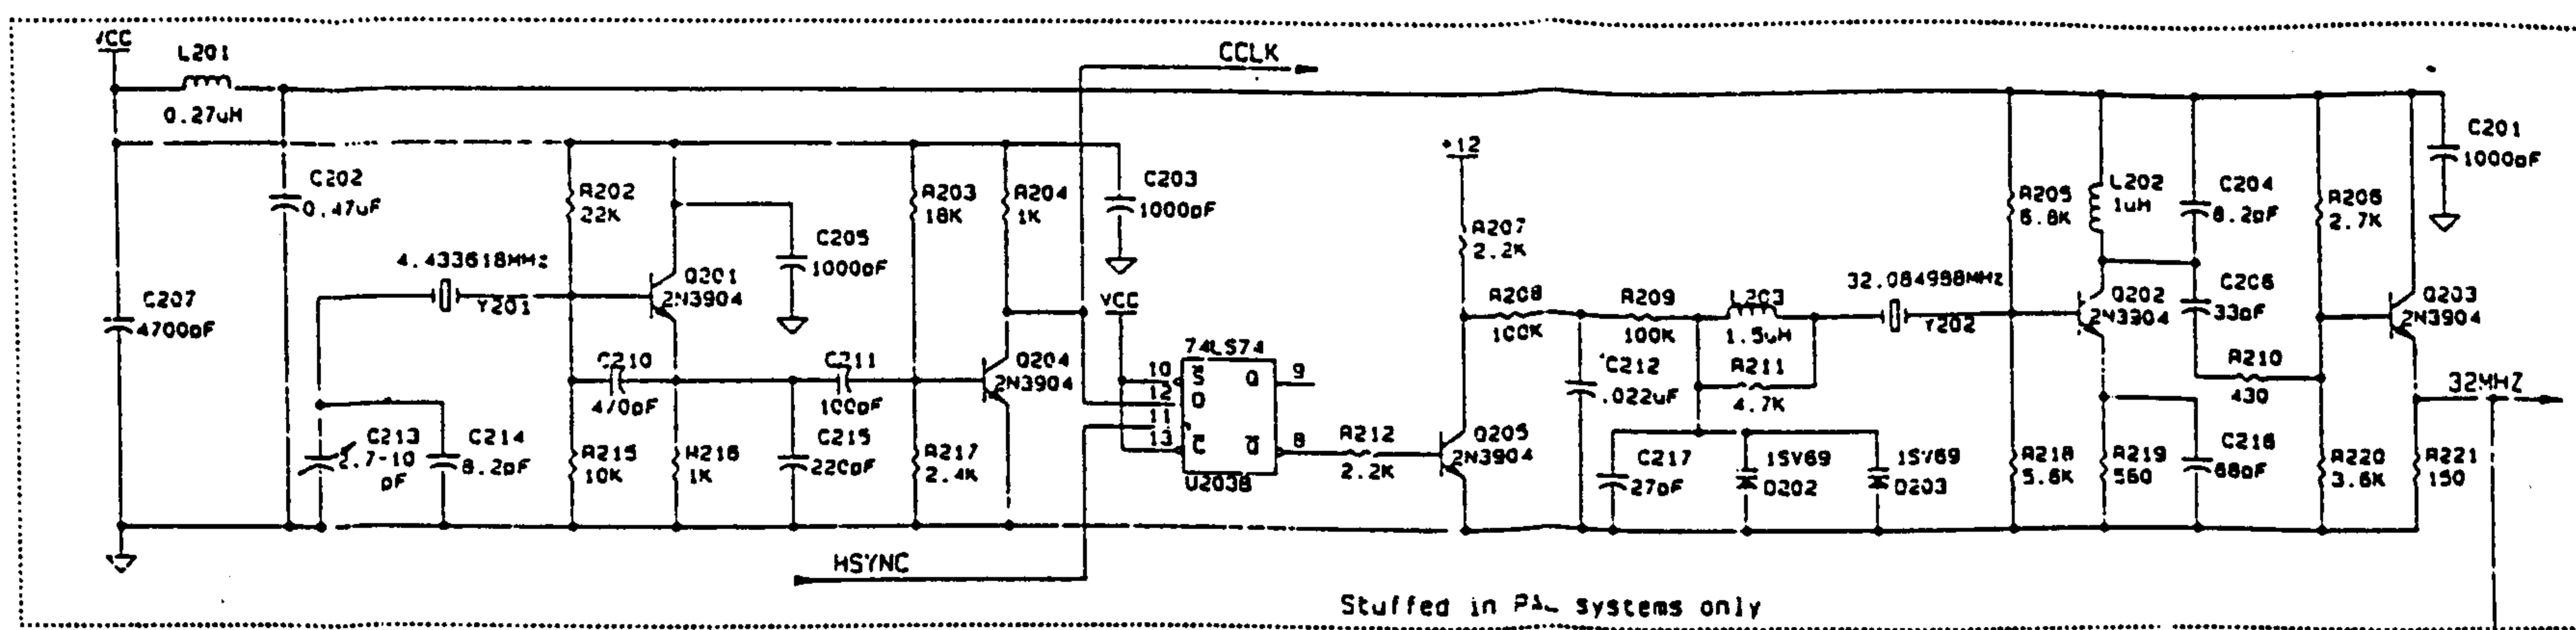 VCC
L201
0.27uH
CCLK
C202
0.47uF
C207
4700pF
4.433618MHz
Y201
R202
22K
Q201
2N3904
C205
1000pF
R203
18K
R204
1K
C203
1000pF
C210
470pF
C211
100pF
Q204
2N3904
C213
2.7-10
pF
C214
8.2pF
R215
10K
R216
1K
C215
220pF
R217
2.4K
VCC
74LS74
10
S
Q
9
12
D
11
13
C
Q
8
U203B
HSYNC
+12
R207
2.2K
R208
100K
R209
100K
L203
1.5uH
R211
4.7K
C212
.022uF
R212
2.2K
Q205
2N3904
C217
27pF
1SV69
D202
1SV69
D203
32.084988MHz
Y202
R205
6.8K
L202
1uH
C204
8.2pF
R206
2.7K
C201
1000pF
Q202
2N3904
C206
33pF
Q203
2N3904
R210
430
32MHZ
R218
5.6K
R219
560
C216
68pF
R220
3.6K
R221
150
Stuffed in PAL systems only